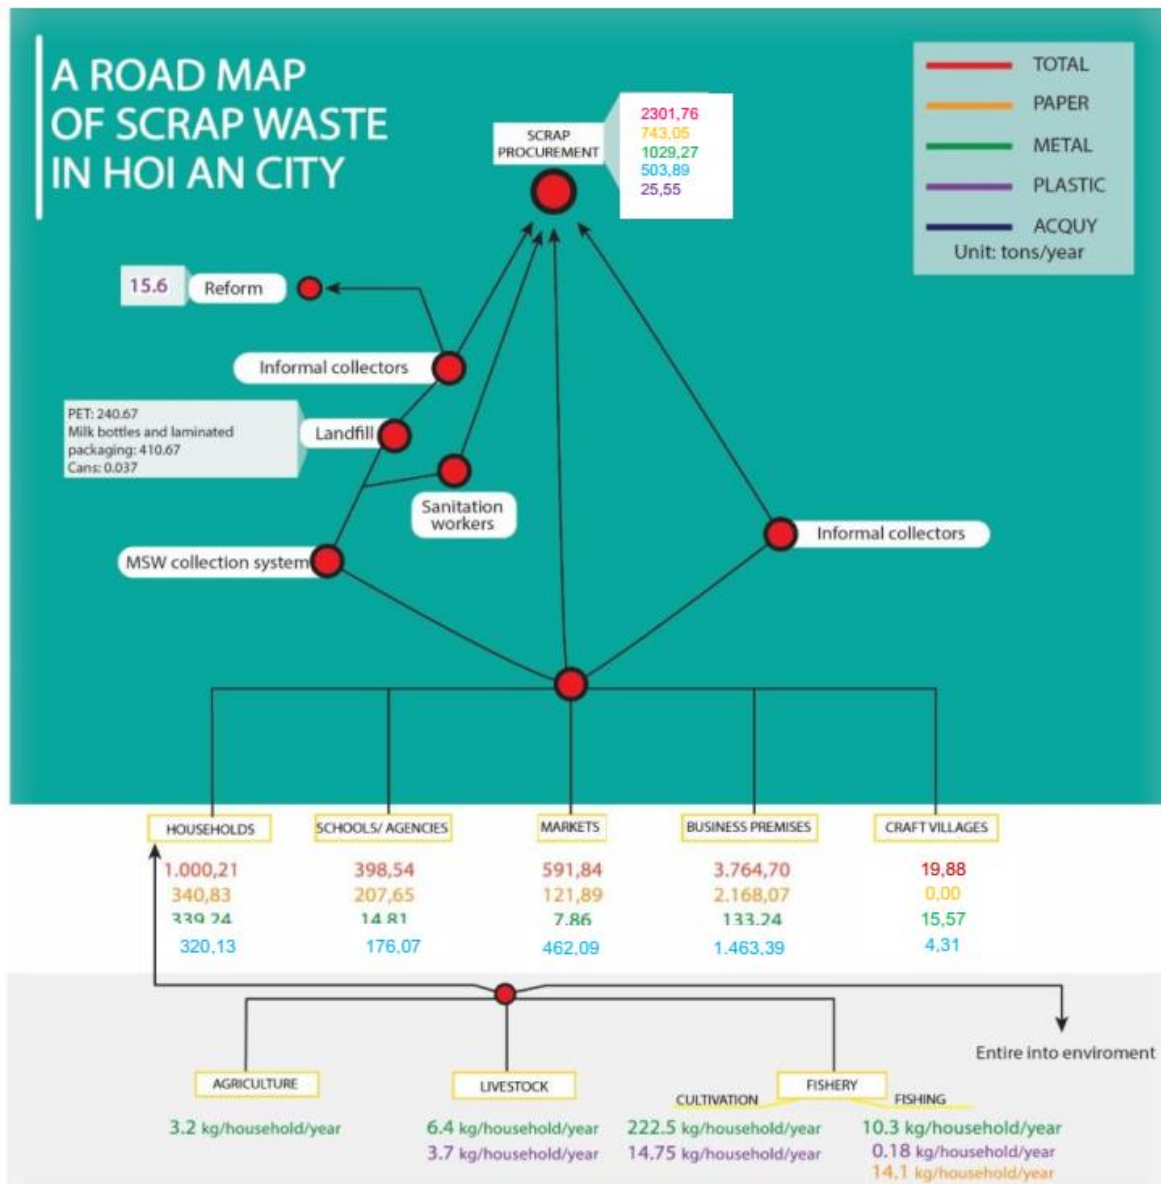 A ROAD MAP
OF SCRAP WASTE
IN HOI AN CITY
TOTAL
PAPER
METAL
PLASTIC
ACQUY
Unit: tons/year
SCRAP
PROCUREMENT
2301,76
743,05
1029,27
503,89
25,55
15.6
Reform
Informal collectors
PET: 240.67
Milk bottles and laminated
packaging: 410.67
Cans: 0.037
Landfill
Sanitation
workers
Informal collectors
MSW collection system
HOUSEHOLDS
SCHOOLS/ AGENCIES
MARKETS
BUSINESS PREMISES
CRAFT VILLAGES
1.000,21
398,54
591,84
3.764,70
19,88
340,83
207,65
121,89
2.168,07
0,00
339,24
14,81
7,86
133,24
15,57
320,13
176,07
462,09
1.463,39
4,31
Entire into enviroment
AGRICULTURE
LIVESTOCK
FISHERY
CULTIVATION
FISHING
3.2 kg/household/year
6.4 kg/household/year
222.5 kg/household/year
10.3 kg/household/year
3.7 kg/household/year
14.75 kg/household/year
0.18 kg/household/year
14.1 kg/household/year